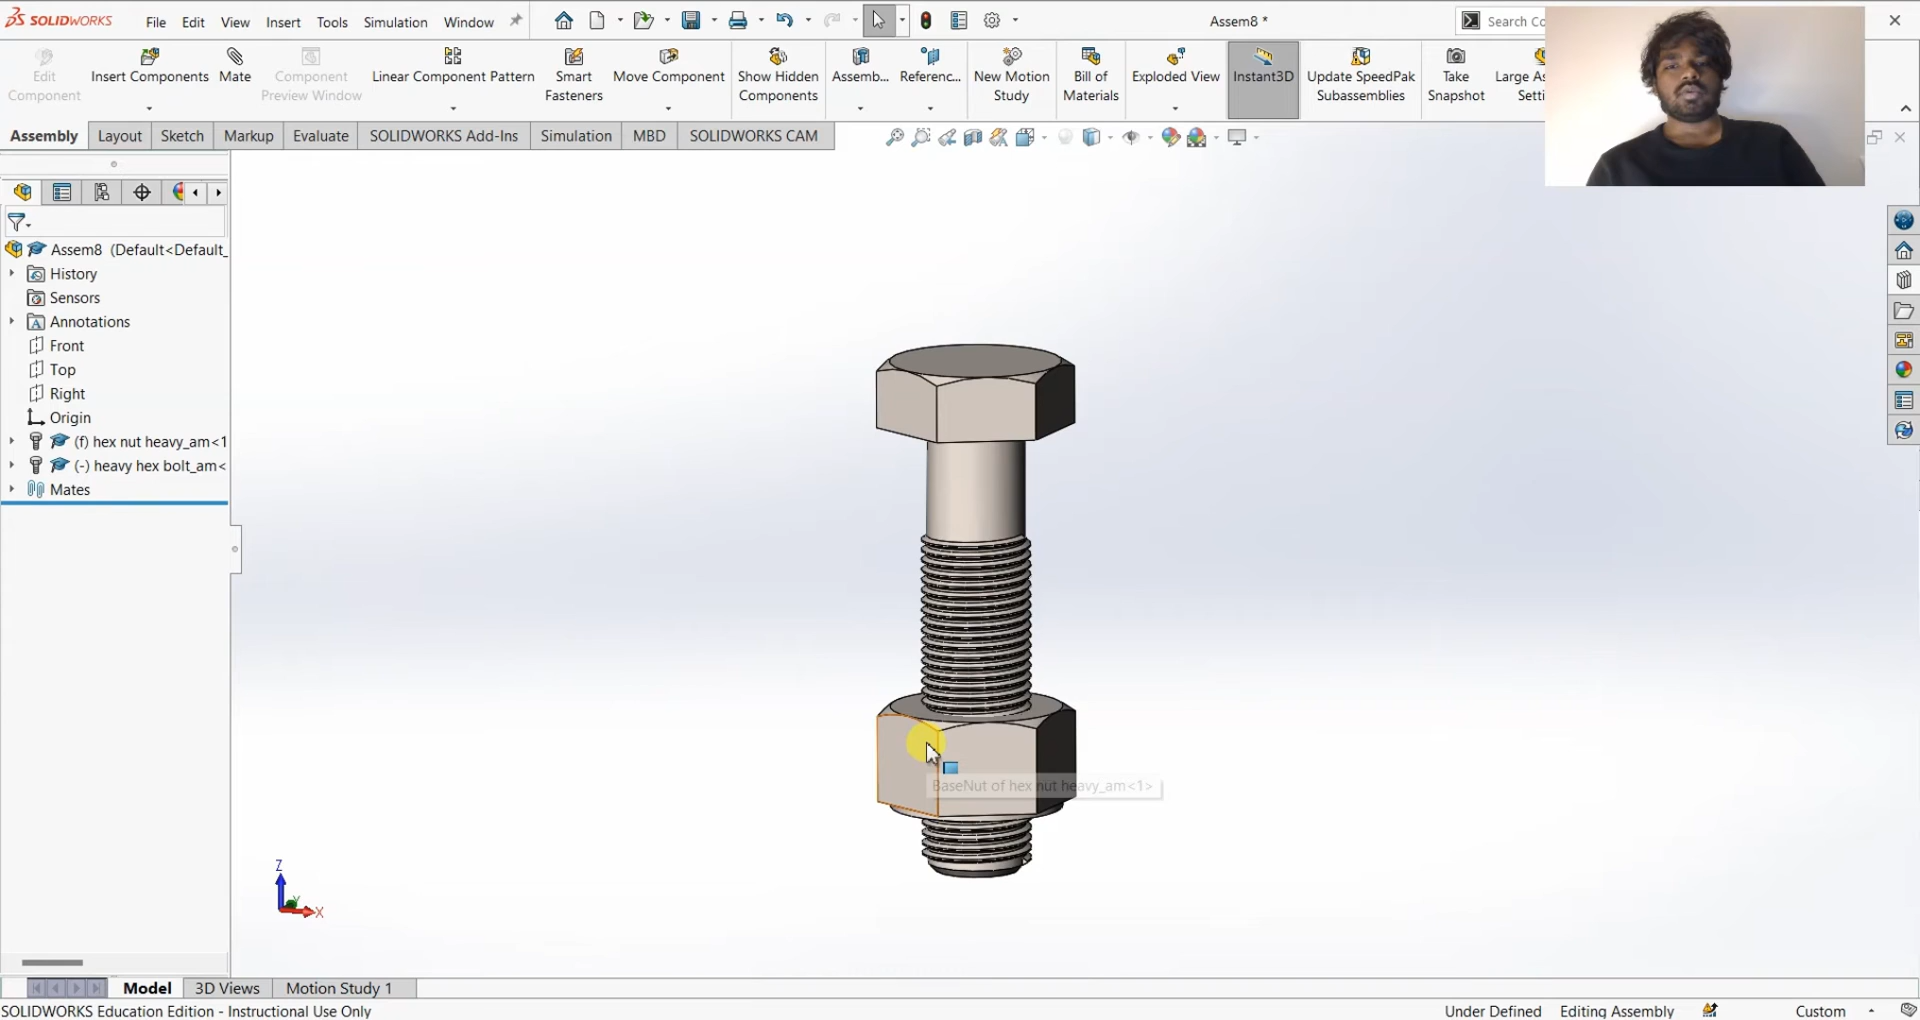 SOLIDWORKS File Edit View Insert Tools Simulation Window Assem8 * Search Co
Edit Component Insert Components Mate Component Preview Window Linear Component Pattern Smart Fasteners Move Component Show Hidden Components Assemb... Referenc... New Motion Study Bill of Materials Exploded View Instant3D Update SpeedPak Subassemblies Take Snapshot Large As Setti
Assembly Layout Sketch Markup Evaluate SOLIDWORKS Add-Ins Simulation MBD SOLIDWORKS CAM
Assem8 (Default<Default_
History
Sensors
A Annotations
Front
Top
Right
Origin
(f) hex nut heavy_am<1
(-) heavy hex bolt_am<
Mates
BaseNut of hex nut heavy_am<1>
Z
Y
X
Model 3D Views Motion Study 1
SOLIDWORKS Education Edition - Instructional Use Only Under Defined Editing Assembly Custom